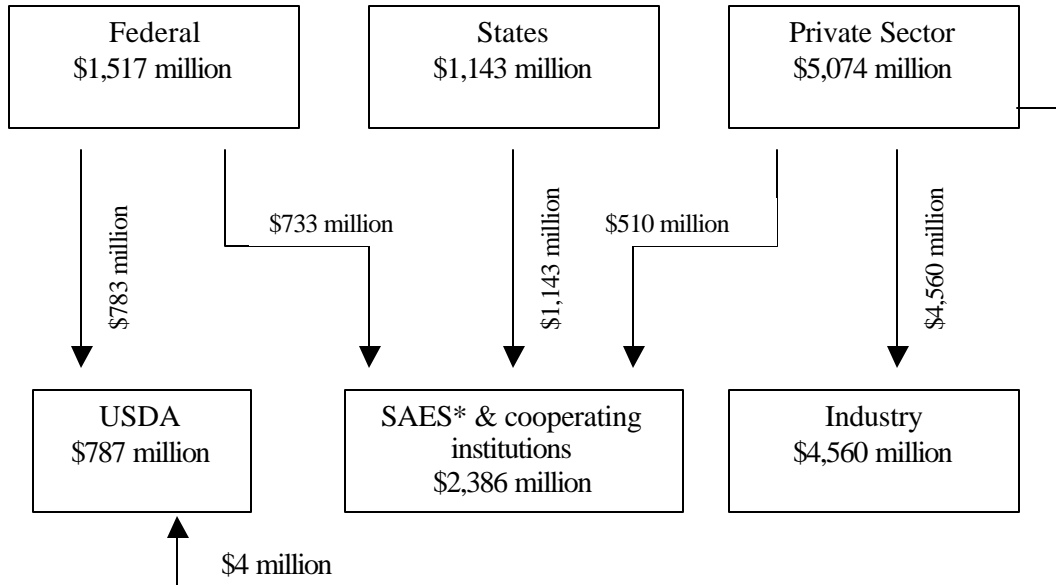 Federal
$1,517 million
States
$1,143 million
Private Sector
$5,074 million
$783 million
$733 million
$1,143 million
$510 million
$4,560 million
USDA
$787 million
SAES* & cooperating
institutions
$2,386 million
Industry
$4,560 million
$4 million